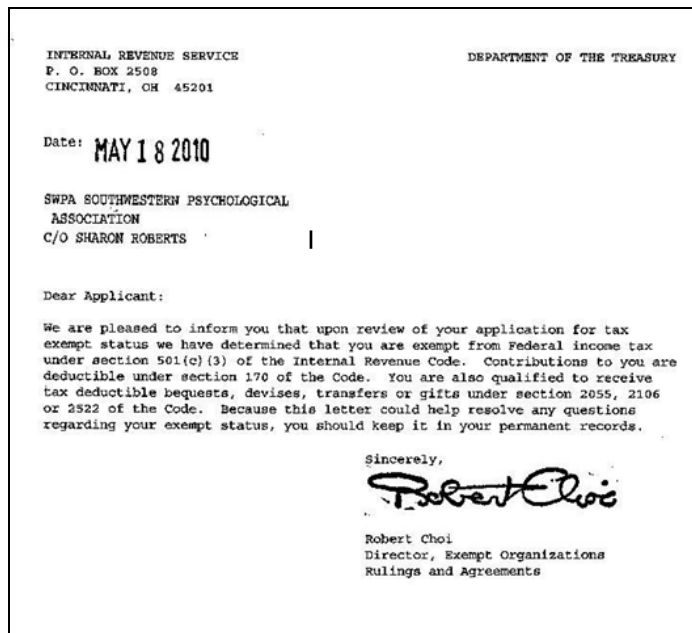 INTERNAL REVENUE SERVICE
DEPARTMENT OF THE TREASURY
P. O. BOX 2508
CINCINNATI, OH 45201
Date: MAY 18 2010
SWPA SOUTHWESTERN PSYCHOLOGICAL
ASSOCIATION
C/O SHARON ROBERTS
Dear Applicant:
We are pleased to inform you that upon review of your application for tax
exempt status we have determined that you are exempt from Federal income tax
under section 501(c)(3) of the Internal Revenue Code. Contributions to you are
deductible under section 170 of the Code. You are also qualified to receive
tax deductible bequests, devises, transfers or gifts under section 2055, 2106
or 2522 of the Code. Because this letter could help resolve any questions
regarding your exempt status, you should keep it in your permanent records.
Sincerely,
Robert Choi
Robert Choi
Director, Exempt Organizations
Rulings and Agreements